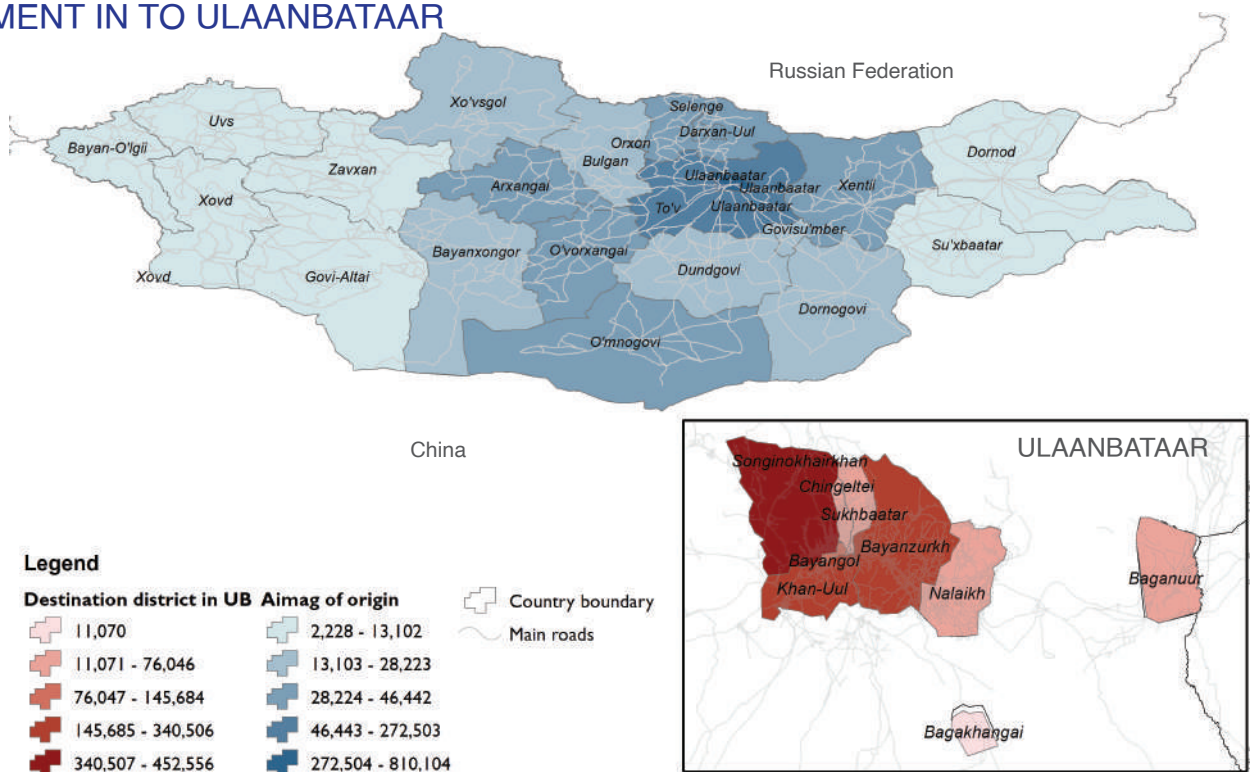 MENT IN TO ULAANBATAAR
Russian Federation
Xo'vsgol
Selenge
Uvs
Darxan-Uul
Bayan-O'lgii
Orxon
Dornod
Bulgan
Zavxan
Ulaanbaatar
Arxangai
Ulaanbaatar
Xentii
Xovd
To'v
Ulaanbaatar
Govisu'mber
Su'xbaatar
Bayanxongor
O'vorxangai
Dundgovi
Xovd
Govi-Altai
Dornogovi
O'mnogovi
China
ULAANBATAAR
Songinokhairkhan
Chingeltei
Sukhbaatar
Bayanzurkh
Bayangol
Khan-Uul
Nalaikh
Baganuur
Bagakhangai
Legend
Destination district in UB
11,070
11,071 - 76,046
76,047 - 145,684
145,685 - 340,506
340,507 - 452,556
Aimag of origin
2,228 - 13,102
13,103 - 28,223
28,224 - 46,442
46,443 - 272,503
272,504 - 810,104
Country boundary
Main roads